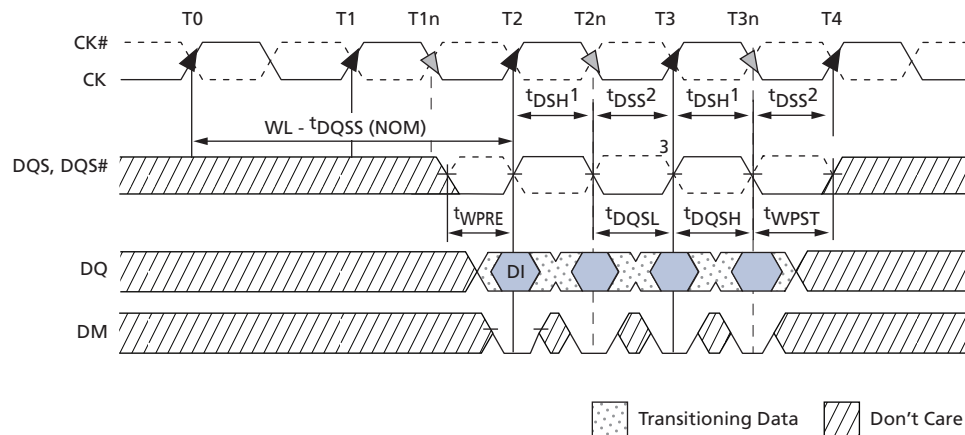 T0 T1 T1n T2 T2n T3 T3n T4
CK#
CK
tDSH1 tDSS2 tDSH1 tDSS2
WL - tDQSS (NOM)
3
DQS, DQS#
tWPRE tDQSL tDQSH tWPST
DQ
DI
DM
Transitioning Data Don't Care